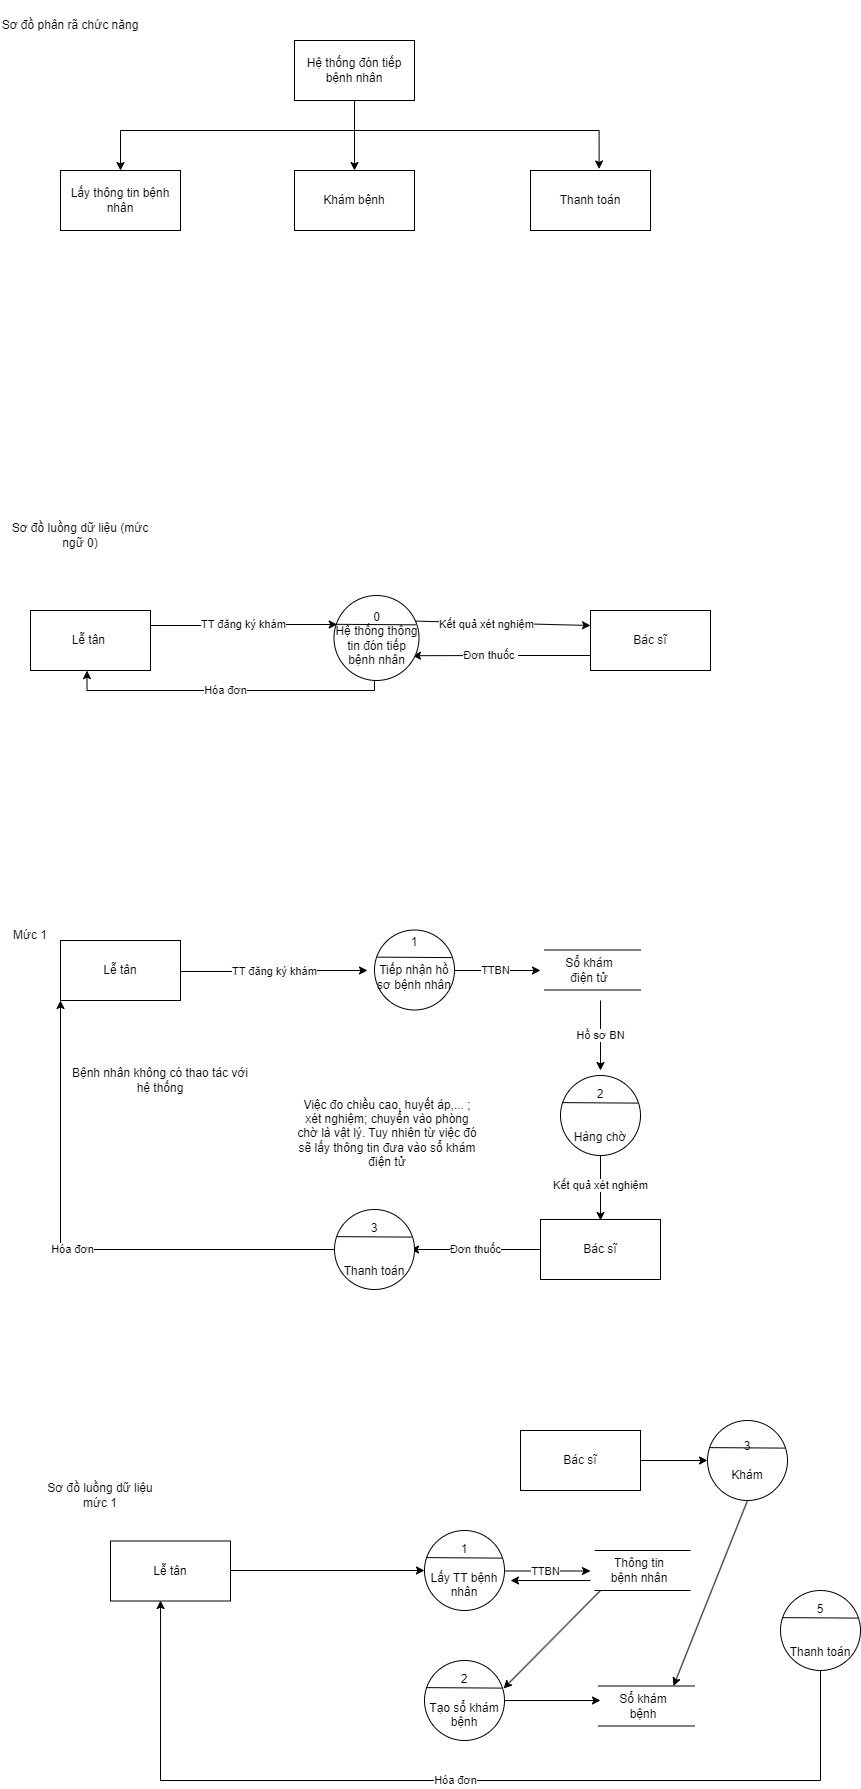 Sơ đồ phân rã chức năng
Hệ thống đón tiếp
bệnh nhân
Lấy thông tin bệnh
nhân
Khám bệnh
Thanh toán
Sơ đồ luồng dữ liệu (mức
ngữ 0)
Lễ tân
TT đăng ký khám
0
Hệ thống thông
tin đón tiếp
bệnh nhân
Kết quả xét nghiệm
Đơn thuốc
Bác sĩ
Hóa đơn
Mức 1
Lễ tân
TT đăng ký khám
1
Tiếp nhận hồ
sơ bệnh nhân
TTBN
Sổ khám
điện tử
Hồ sơ BN
Bệnh nhân không có thao tác với
hệ thống
Việc đo chiều cao, huyết áp,... ;
xét nghiệm; chuyển vào phòng
chờ là vật lý. Tuy nhiên từ việc đó
sẽ lấy thông tin đưa vào sổ khám
điện tử
2
Hàng chờ
Kết quả xét nghiệm
Hóa đơn
3
Thanh toán
Đơn thuốc
Bác sĩ
Bác sĩ
3
Khám
Sơ đồ luồng dữ liệu
mức 1
Lễ tân
1
Lấy TT bệnh
nhân
TTBN
Thông tin
bệnh nhân
5
Thanh toán
2
Tạo sổ khám
bệnh
Sổ khám
bệnh
Hóa đơn